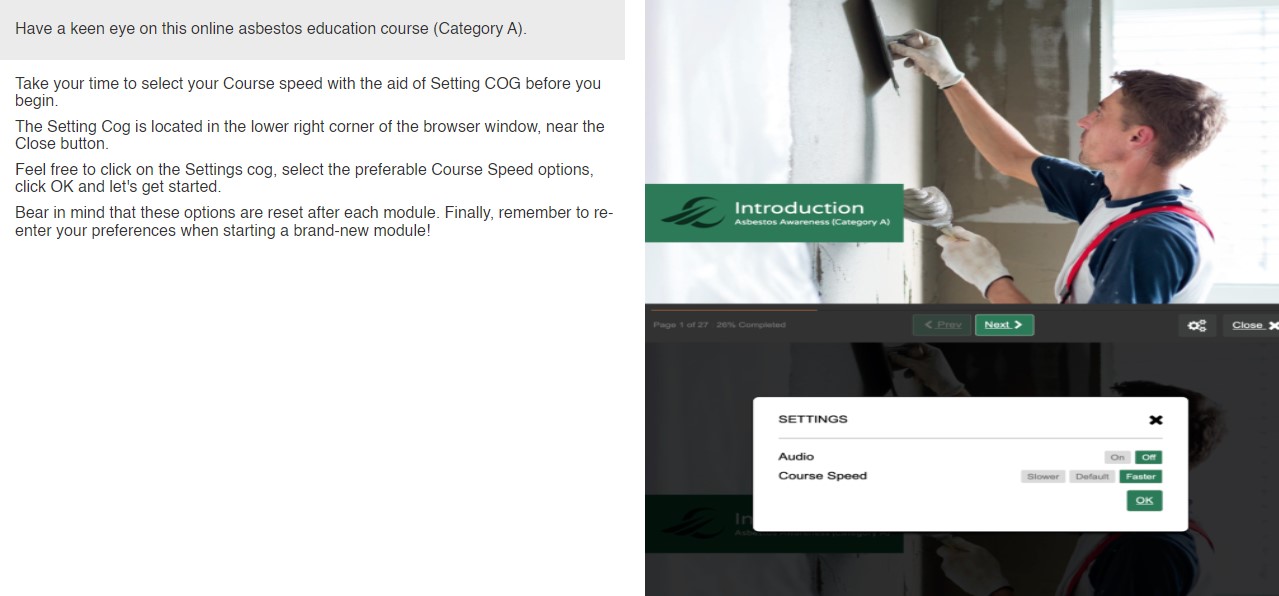 Have a keen eye on this online asbestos education course (Category A).
Take your time to select your Course speed with the aid of Setting COG before you
begin.
The Setting Cog is located in the lower right corner of the browser window, near the
Close button.
Feel free to click on the Settings cog, select the preferable Course Speed options,
click OK and let's get started.
Bear in mind that these options are reset after each module. Finally, remember to re-
enter your preferences when starting a brand-new module!
Introduction
Asbestos Awareness (Category A)
Page 1 of 27 26% Completed
Prev
Next
Close
SETTINGS
Audio
On
Off
Course Speed
Slower
Default
Faster
OK
In